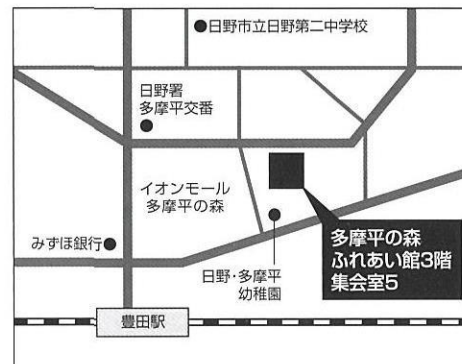 日野市立日野第二中学校
日野署
多摩平交番
イオンモール
多摩平の森
みずほ銀行
日野・多摩平
幼稚園
多摩平の森
ふれあい館3階
集会室5
豊田駅